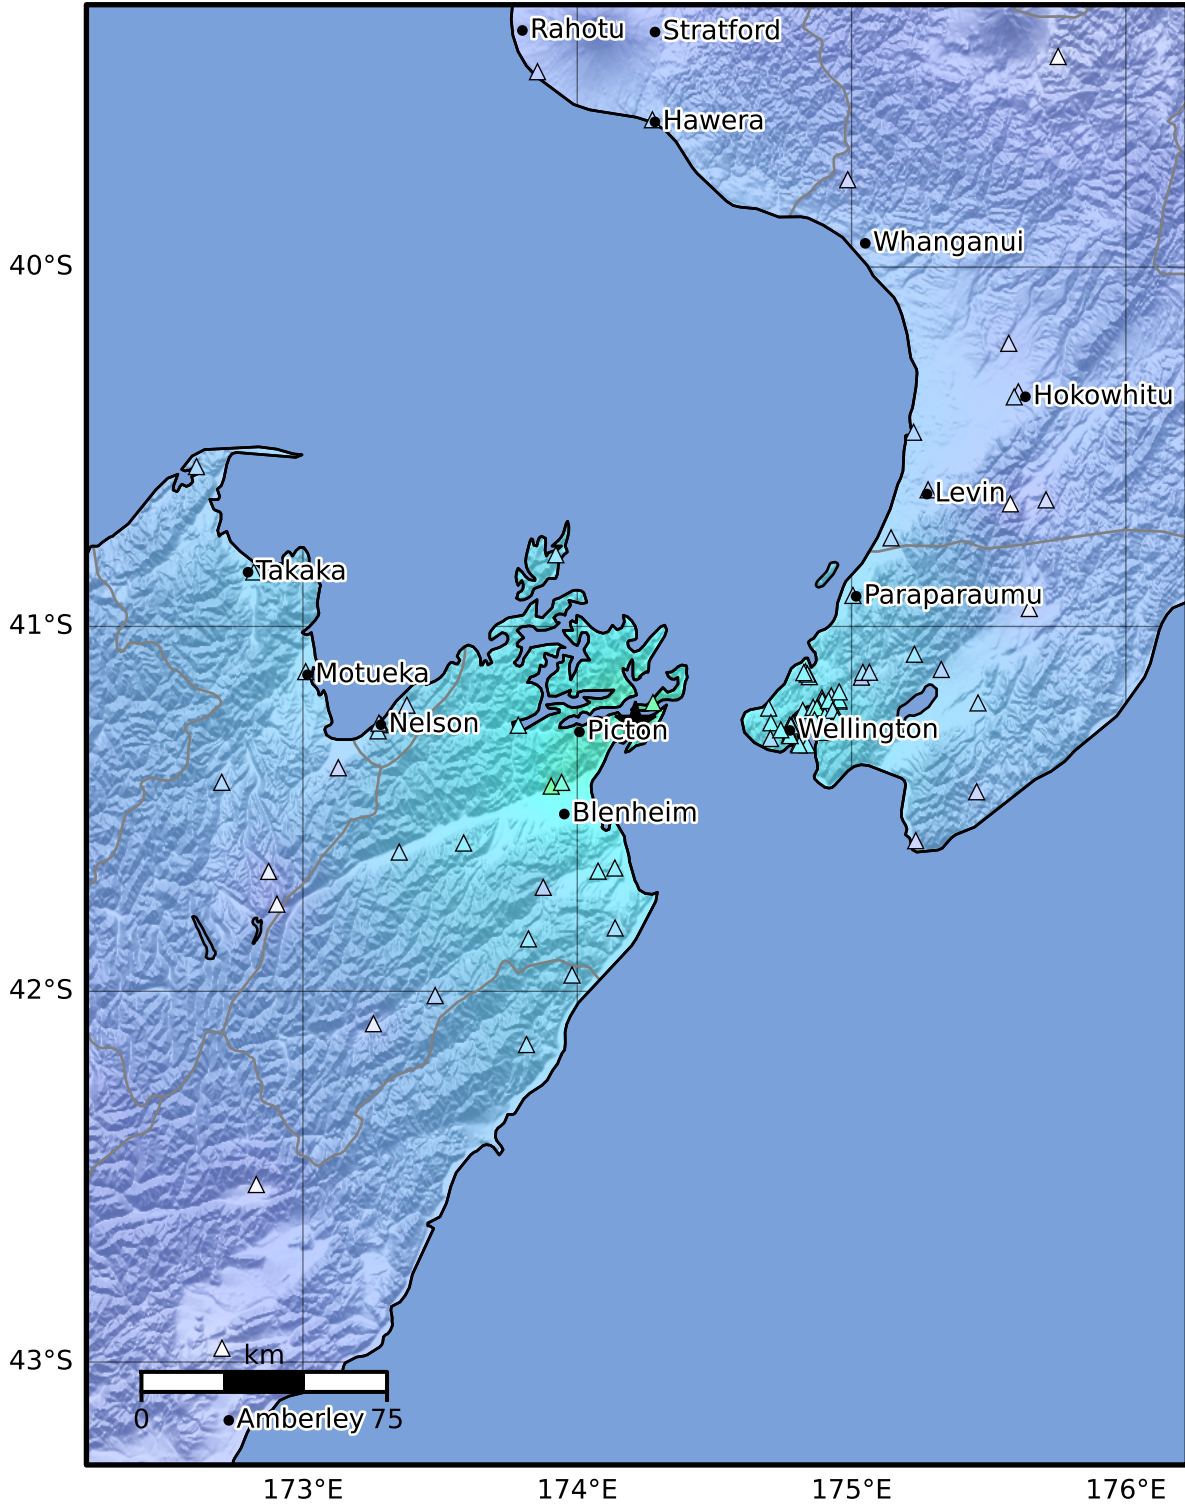 Rahotu
Stratford
Hawera
Whanganui
40°S
Hokowhitu
Levin
Takaka
Paraparaumu
41°S
Motueka
Nelson
Picton
Wellington
Blenheim
42°S
43°S
km
0
75
Amberley
173°E
174°E
175°E
176°E